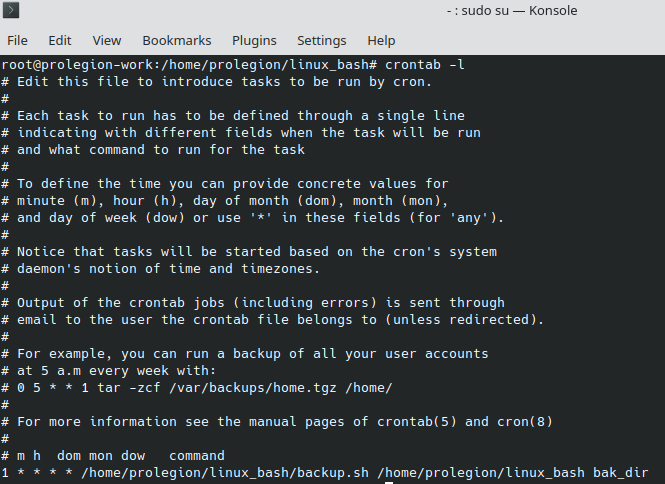 - : sudo su — Konsole
File Edit View Bookmarks Plugins Settings Help
root@prolegion-work:/home/prolegion/linux_bash# crontab -l
# Edit this file to introduce tasks to be run by cron.
#
# Each task to run has to be defined through a single line
# indicating with different fields when the task will be run
# and what command to run for the task
#
# To define the time you can provide concrete values for
# minute (m), hour (h), day of month (dom), month (mon),
# and day of week (dow) or use '*' in these fields (for 'any').
#
# Notice that tasks will be started based on the cron's system
# daemon's notion of time and timezones.
#
# Output of the crontab jobs (including errors) is sent through
# email to the user the crontab file belongs to (unless redirected).
#
# For example, you can run a backup of all your user accounts
# at 5 a.m every week with:
# 0 5 * * 1 tar -zcf /var/backups/home.tgz /home/
#
# For more information see the manual pages of crontab(5) and cron(8)
#
# m h  dom mon dow   command
1 * * * * /home/prolegion/linux_bash/backup.sh /home/prolegion/linux_bash bak_dir